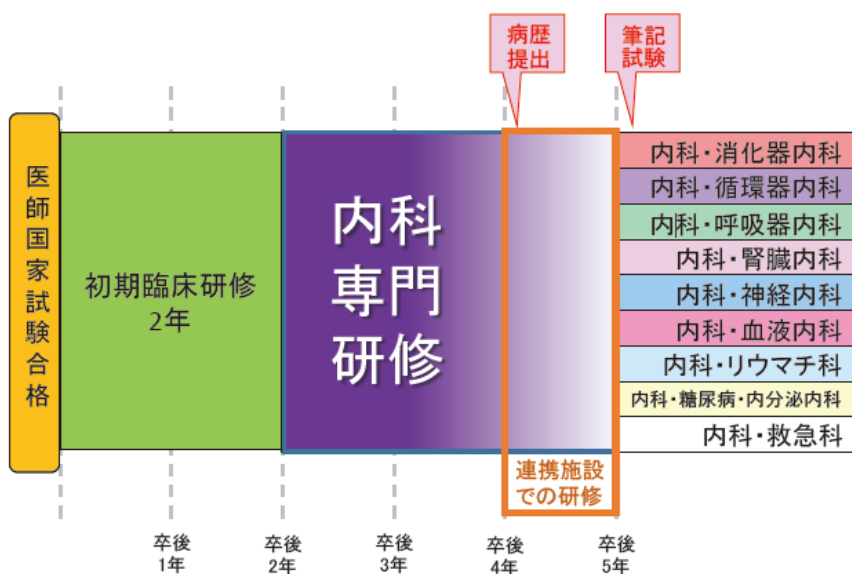 病歴
提出
筆記
試験
医師国家試験合格
初期臨床研修
2年
内科
専門
研修
内科・消化器内科
内科・循環器内科
内科・呼吸器内科
内科・腎臓内科
内科・神経内科
内科・血液内科
内科・リウマチ科
内科・糖尿病・内分泌内科
内科・救急科
連携施設
での研修
卒後
1年
卒後
2年
卒後
3年
卒後
4年
卒後
5年